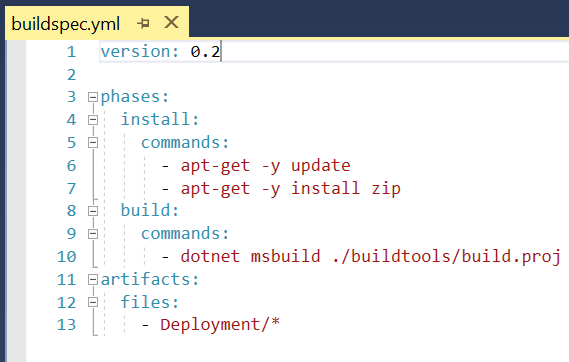 buildspec.yml
1 version: 0.2
2
3 phases:
4   install:
5     commands:
6       - apt-get -y update
7       - apt-get -y install zip
8   build:
9     commands:
10       - dotnet msbuild ./buildtools/build.proj
11 artifacts:
12   files:
13     - Deployment/*